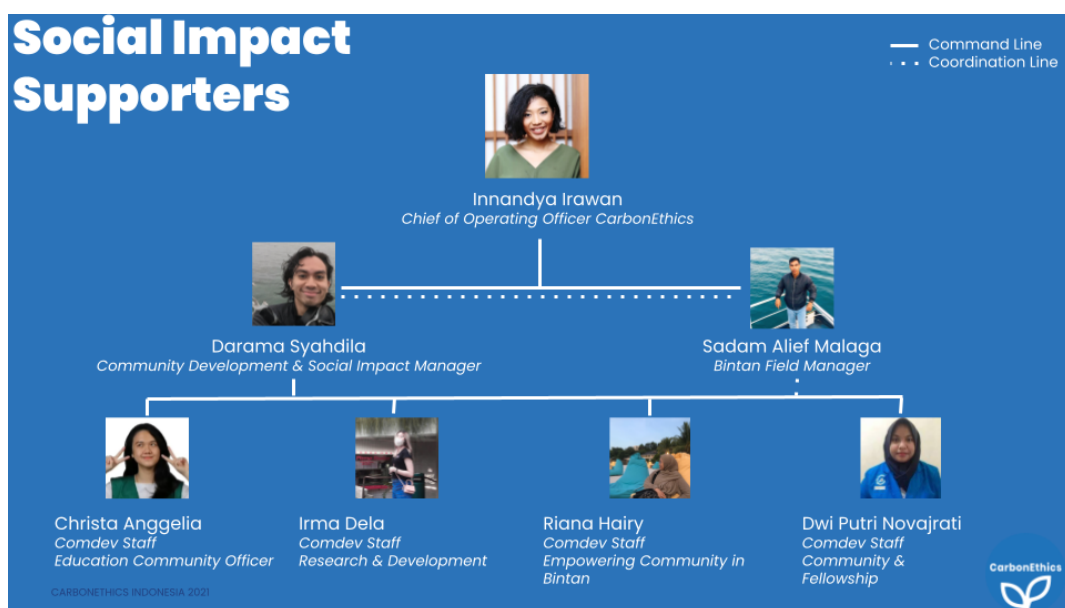 Social Impact
Supporters
Command Line
Coordination Line
Innandya Irawan
Chief of Operating Officer CarbonEthics
Darama Syahdila
Community Development & Social Impact Manager
Sadam Alief Malaga
Bintan Field Manager
Christa Anggelia
Comdev Staff
Education Community Officer
Irma Dela
Comdev Staff
Research & Development
Riana Hairy
Comdev Staff
Empowering Community in
Bintan
Dwi Putri Novajrati
Comdev Staff
Community &
Fellowship
CARBONETHICS INDONESIA 2021
CarbonEthics